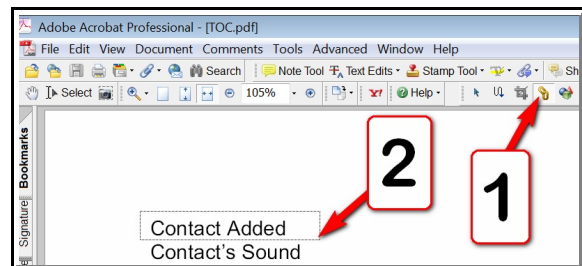 Adobe Acrobat Professional - [TOC.pdf]
File Edit View Document Comments Tools Advanced Window Help
Search Note Tool Text Edits Stamp Tool Sh
Select 105% Y! Help
2
1
Bookmarks
Signature
Contact Added
Contact's Sound